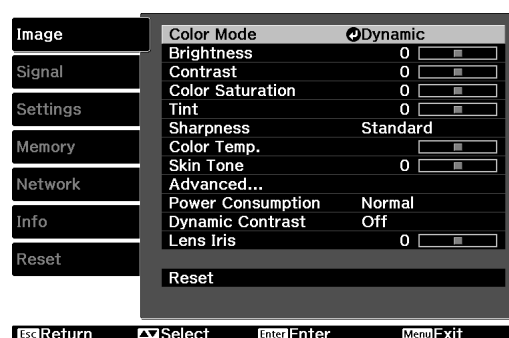 Image
Signal
Settings
Memory
Network
Info
Reset
Color Mode Dynamic
Brightness 0
Contrast 0
Color Saturation 0
Tint 0
Sharpness Standard
Color Temp.
Skin Tone 0
Advanced...
Power Consumption Normal
Dynamic Contrast Off
Lens Iris 0
Reset
Esc Return Select Enter Enter Menu Exit